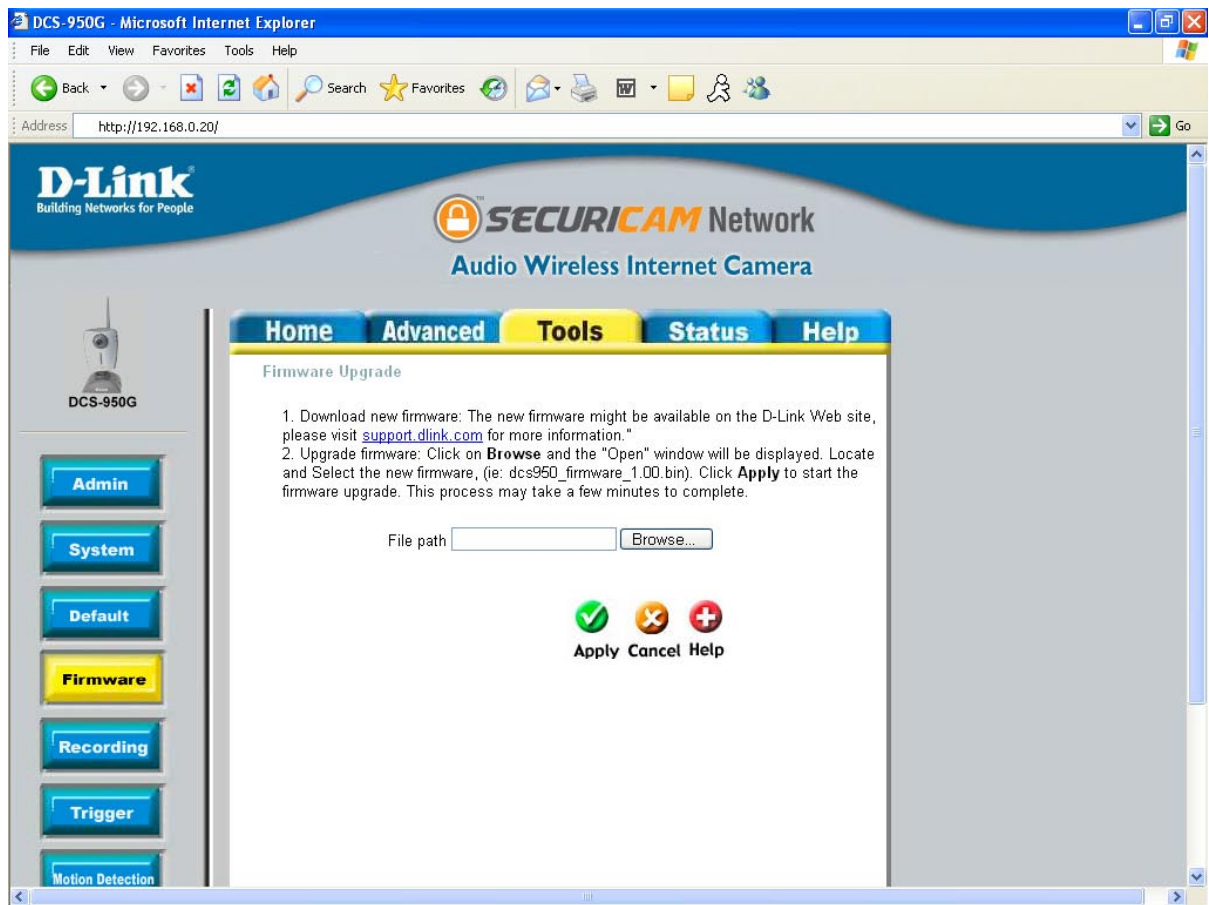 DCS-950G - Microsoft Internet Explorer
File Edit View Favorites Tools Help
Back Search Favorites
Address http://192.168.0.20/ Go
D-Link®
Building Networks for People
SECURICAM™ Network
Audio Wireless Internet Camera
DCS-950G
Home Advanced Tools Status Help
Firmware Upgrade
1. Download new firmware: The new firmware might be available on the D-Link Web site,
please visit support.dlink.com for more information."
2. Upgrade firmware: Click on Browse and the "Open" window will be displayed. Locate
and Select the new firmware, (ie: dcs950_firmware_1.00.bin). Click Apply to start the
firmware upgrade. This process may take a few minutes to complete.
File path Browse...
Apply Cancel Help
Admin
System
Default
Firmware
Recording
Trigger
Motion Detection